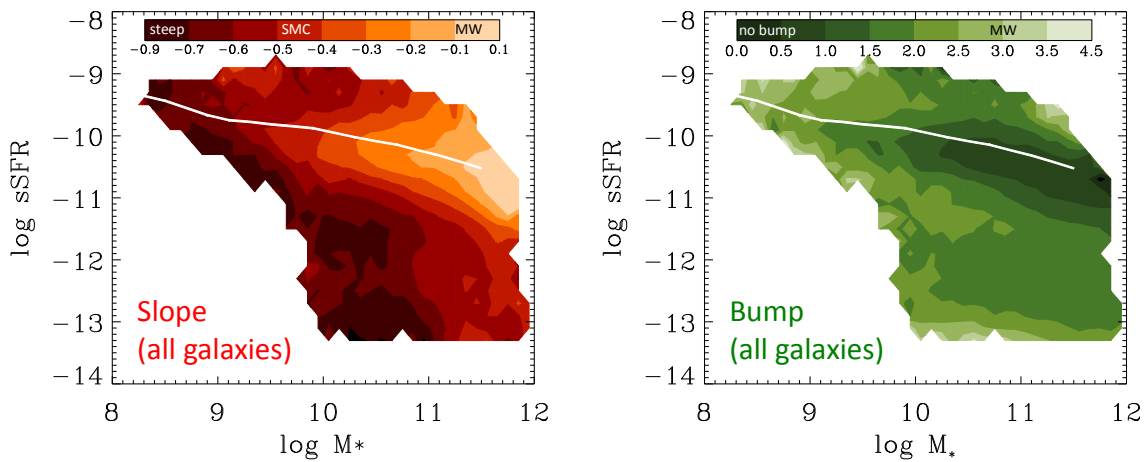 steep SMC MW
−0.9 −0.7 −0.6 −0.5 −0.4 −0.3 −0.2 −0.1 0.1
−8
−9
−10
−11
−12
−13
−14
log sSFR
Slope
(all galaxies)
8 9 10 11 12
log M*
no bump MW
0.0 0.5 1.0 1.5 2.0 2.5 3.0 3.5 4.5
−8
−9
−10
−11
−12
−13
−14
log sSFR
Bump
(all galaxies)
8 9 10 11 12
log M*